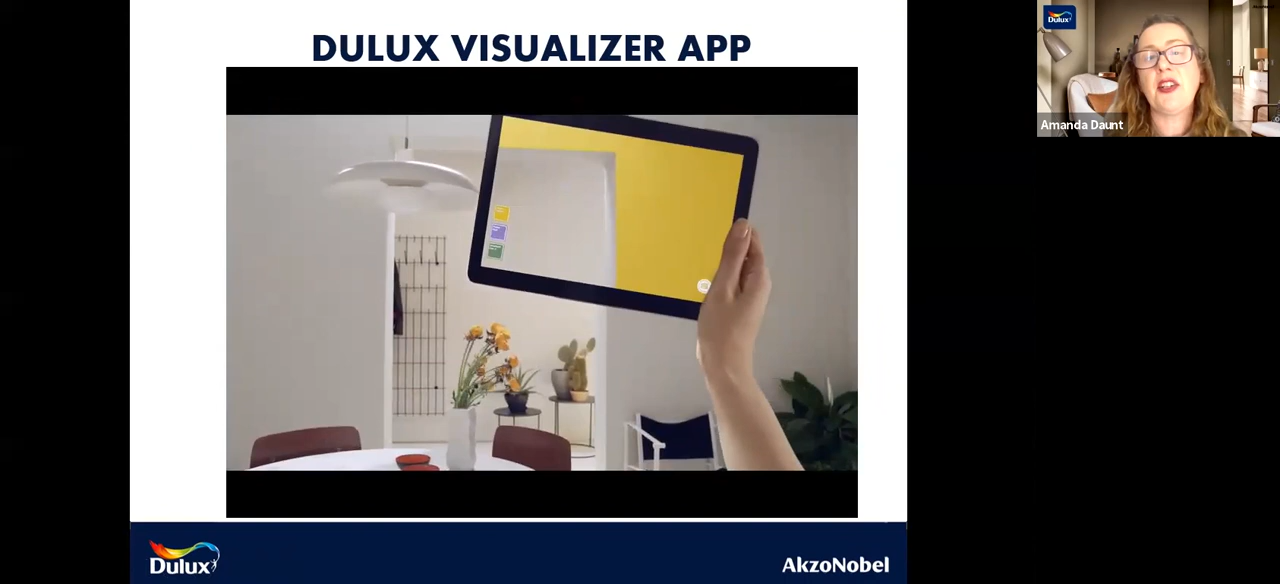 DULUX VISUALIZER APP
Dulux
Amanda Daunt
Dulux
AkzoNobel